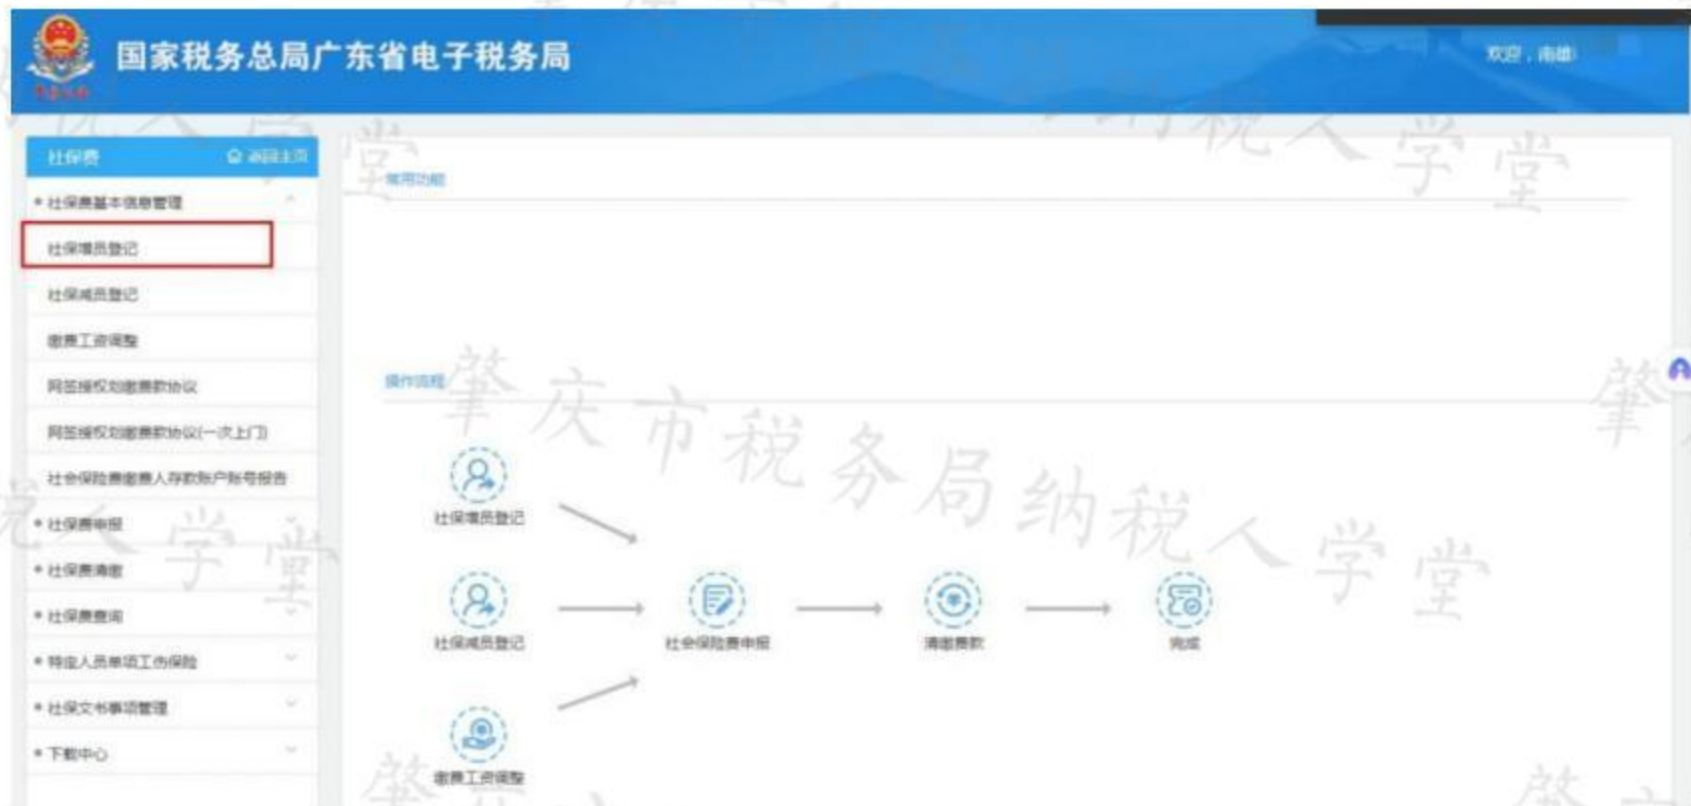 国家税务总局广东省电子税务局
欢迎，南雄
社保费 返回主页
社保费基本信息管理
社保增员登记
社保减员登记
缴费工资调整
网签授权划缴费款协议
网签授权划缴费款协议(一次上门)
社会保险费缴费人存款账户账号报告
社保费申报
社保费清缴
社保费查询
特定人员单项工伤保险
社保文书事项管理
下载中心
常用功能
操作流程
社保增员登记
社保减员登记
社会保险费申报
清缴费款
完成
缴费工资调整
肇庆市税务局纳税人学堂